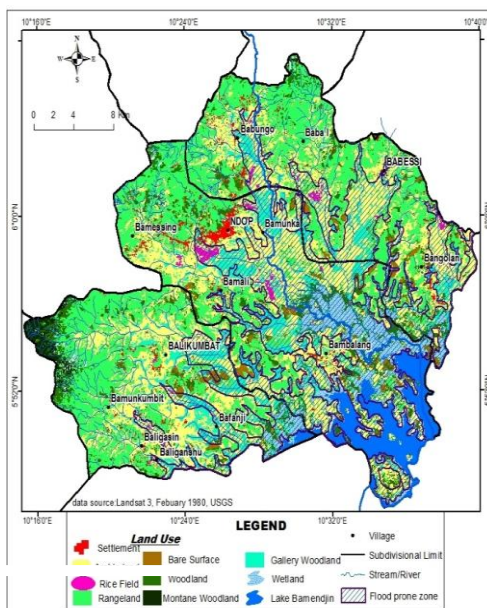 10°16'0"E 10°24'0"E 10°32'0"E 10°40'0"E
N
W E
S
0 4 8 Km
Babungo
Baba
BABESSI
6°0'0"N
NDOP
Bamunka
Bamessing
Bangolan
Bamali
BALIKUMBAT
Bambalang
5°52'0"N
Bamunkumbit
Bafanji
Baligasin
Baliganshu
data source:Landsat 3, Febuary 1980, USGS
10°16'0"E 10°24'0"E 10°32'0"E
LEGEND
Land Use
Settlement Bare Surface Gallery Woodland Village
Subdivisional Limit
Rice Field Woodland Wetland Stream/River
Rangeland Montane Woodland Lake Bamendjin Flood prone zone